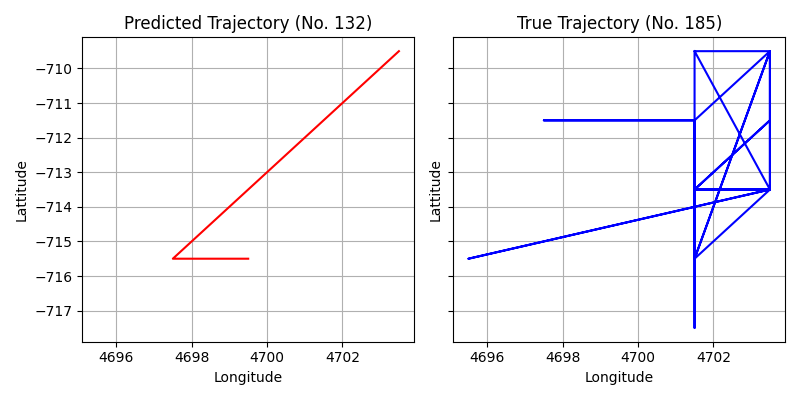 Predicted Trajectory (No. 132)
True Trajectory (No. 185)
Lattitude
−710
−711
−712
−713
−714
−715
−716
−717
4696
4698
4700
4702
Longitude
Lattitude
4696
4698
4700
4702
Longitude